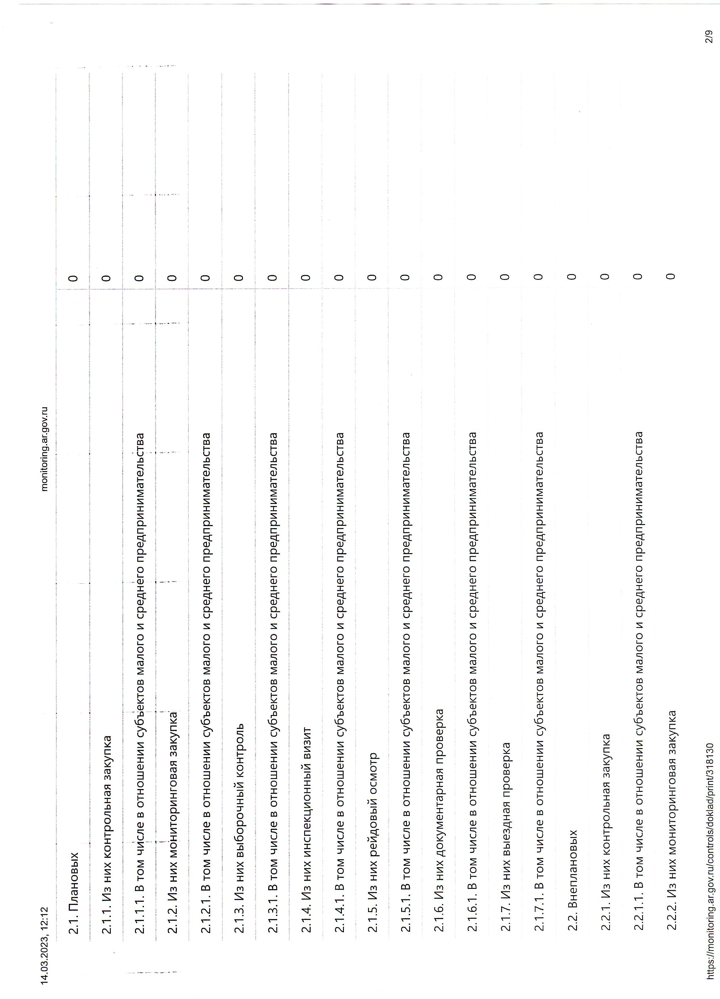 14.03.2023, 12:12 monitoring.ar.gov.ru
2.1. Плановых 0
2.1.1. Из них контрольная закупка 0
2.1.1.1. В том числе в отношении субъектов малого и среднего предпринимательства 0
2.1.2. Из них мониторинговая закупка 0
2.1.2.1. В том числе в отношении субъектов малого и среднего предпринимательства 0
2.1.3. Из них выборочный контроль 0
2.1.3.1. В том числе в отношении субъектов малого и среднего предпринимательства 0
2.1.4. Из них инспекционный визит 0
2.1.4.1. В том числе в отношении субъектов малого и среднего предпринимательства 0
2.1.5. Из них рейдовый осмотр 0
2.1.5.1. В том числе в отношении субъектов малого и среднего предпринимательства 0
2.1.6. Из них документарная проверка 0
2.1.6.1. В том числе в отношении субъектов малого и среднего предпринимательства 0
2.1.7. Из них выездная проверка 0
2.1.7.1. В том числе в отношении субъектов малого и среднего предпринимательства 0
2.2. Внеплановых 0
2.2.1. Из них контрольная закупка 0
2.2.1.1. В том числе в отношении субъектов малого и среднего предпринимательства 0
2.2.2. Из них мониторинговая закупка 0
https://monitoring.ar.gov.ru/controls/doklad/print/318130 2/9